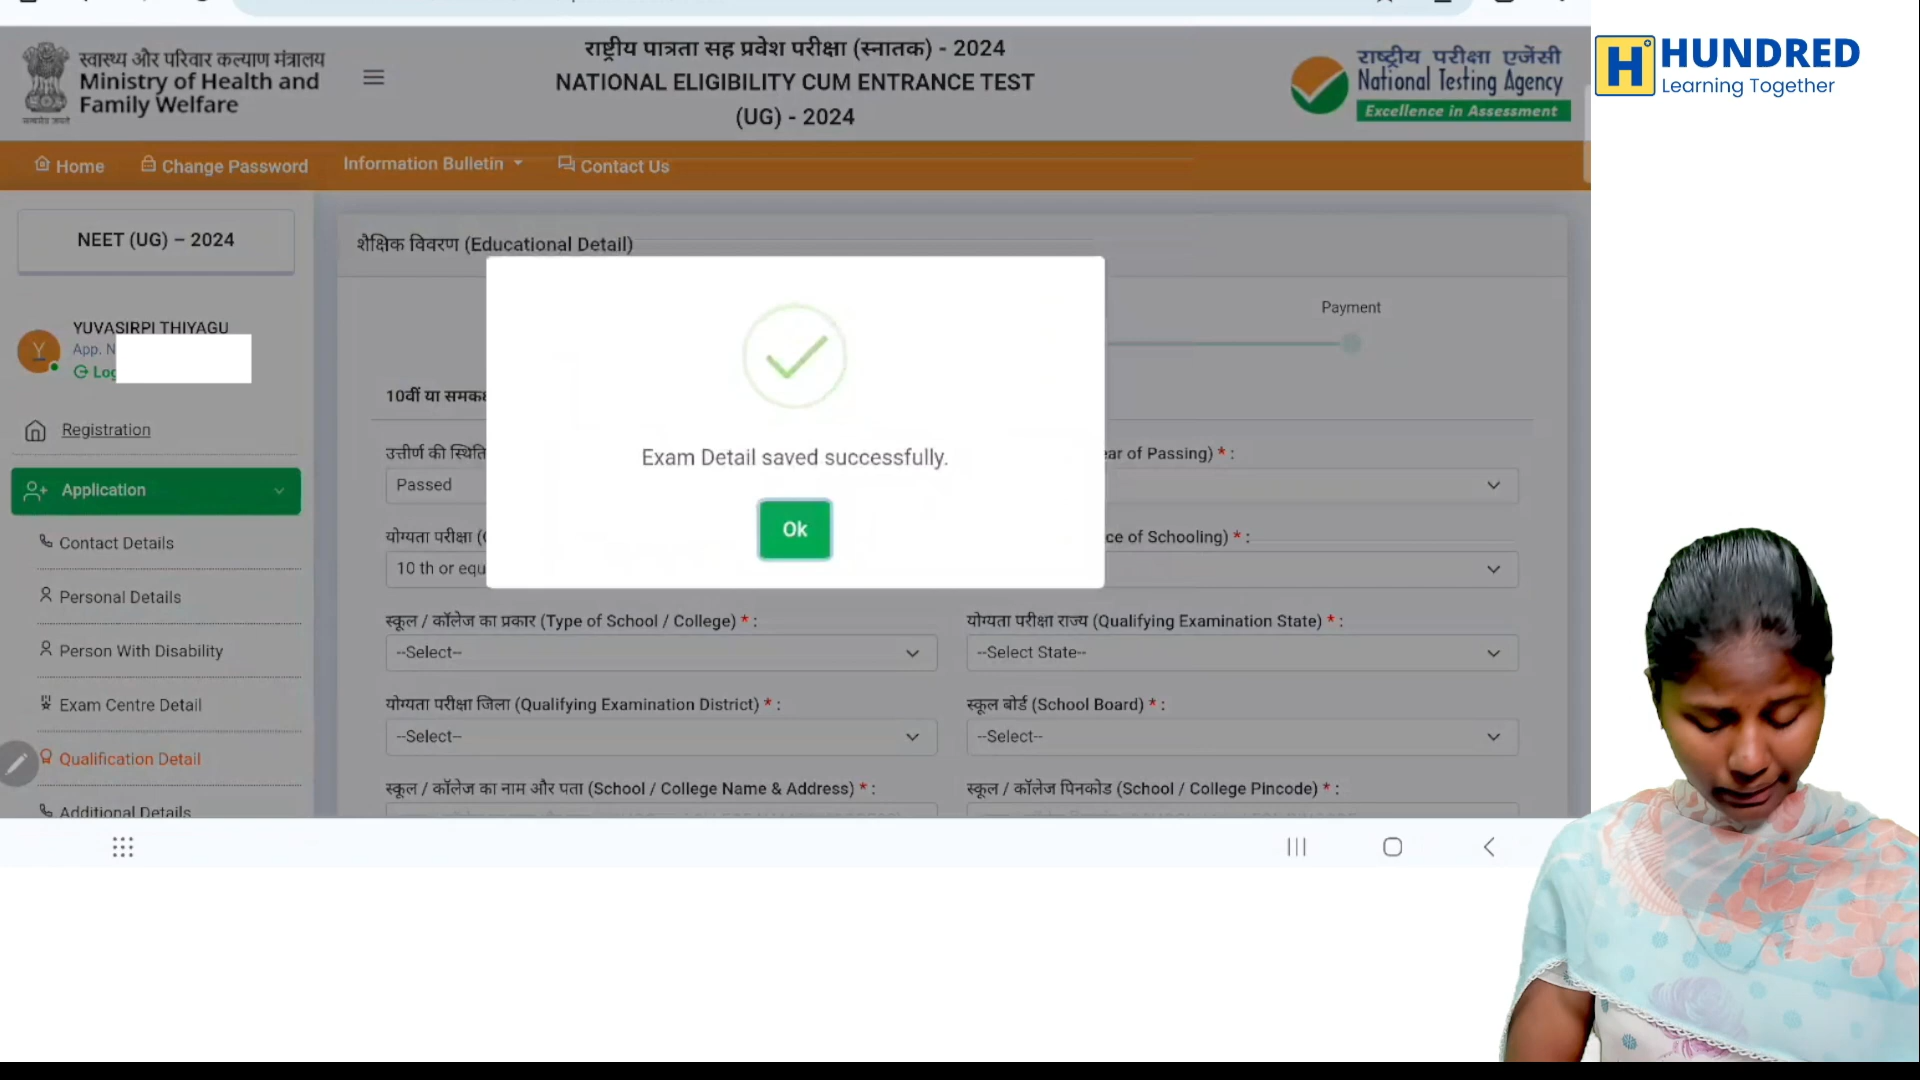 स्वास्थ्य और परिवार कल्याण मंत्रालय
Ministry of Health and
Family Welfare
सत्यमेव जयते
राष्ट्रीय पात्रता सह प्रवेश परीक्षा (स्नातक) - 2024
NATIONAL ELIGIBILITY CUM ENTRANCE TEST
(UG) - 2024
राष्ट्रीय परीक्षा एजेंसी
National Testing Agency
Excellence in Assessment
H HUNDRED
Learning Together
Home
Change Password
Information Bulletin
Contact Us
NEET (UG) – 2024
YUVASIRPI THIYAGU
Y
App. N
Log
Registration
Application
Contact Details
Personal Details
Person With Disability
Exam Centre Detail
Qualification Detail
Additional Details
शैक्षिक विवरण (Educational Detail)
Payment
10वीं या समकक्ष
Exam Detail saved successfully.
Ok
उत्तीर्ण की स्थिति
Passed
ar of Passing) * :
योग्यता परीक्षा (
10 th or equ
ce of Schooling) * :
स्कूल / कॉलेज का प्रकार (Type of School / College) * :
--Select--
योग्यता परीक्षा राज्य (Qualifying Examination State) * :
--Select State--
योग्यता परीक्षा जिला (Qualifying Examination District) * :
--Select--
स्कूल बोर्ड (School Board) * :
--Select--
स्कूल / कॉलेज का नाम और पता (School / College Name & Address) * :
स्कूल / कॉलेज पिनकोड (School / College Pincode) * :